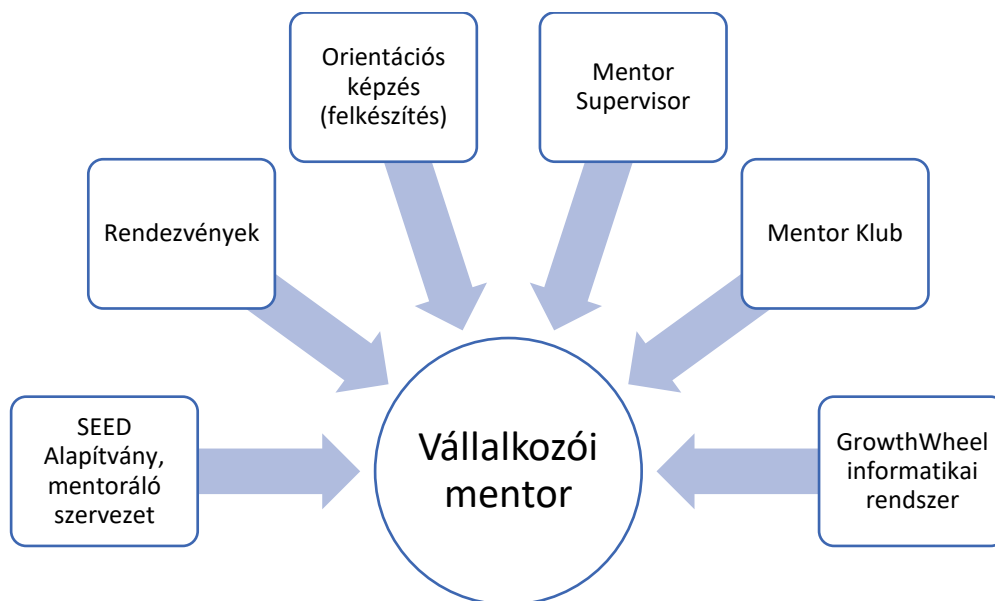 Orientációs
képzés
(felkészítés)
Mentor
Supervisor
Rendezvények
Mentor Klub
SEED
Alapítvány,
mentoráló
szervezet
Vállalkozói
mentor
GrowthWheel
informatikai
rendszer